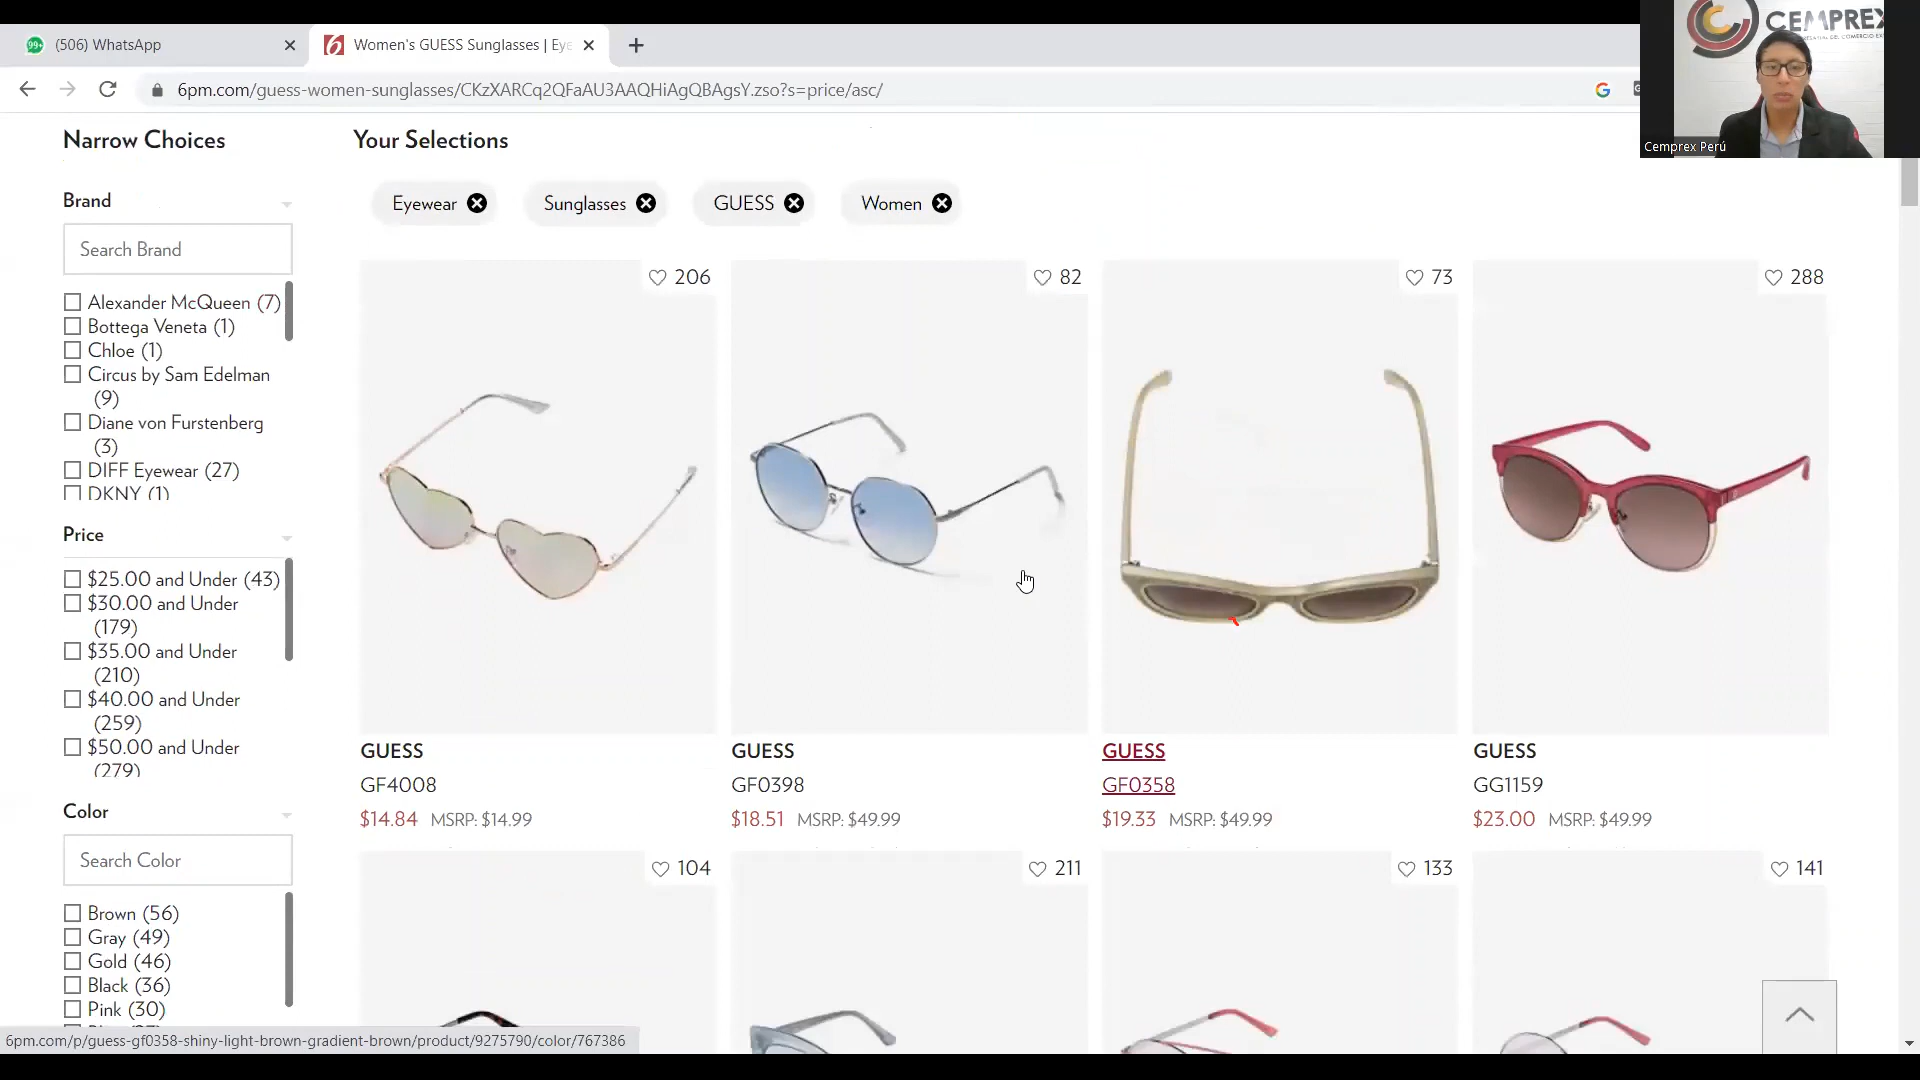 99+ (506) WhatsApp
Women's GUESS Sunglasses | Eye
6pm.com/guess-women-sunglasses/CKzXARCq2QFaAU3AAQHiAgQBAgsY.zso?s=price/asc/
CEMPREX
Cemprex Perú
Narrow Choices
Your Selections
Brand
Search Brand
Alexander McQueen (7)
Bottega Veneta (1)
Chloe (1)
Circus by Sam Edelman
(9)
Diane von Furstenberg
(3)
DIFF Eyewear (27)
DKNY (1)
Price
$25.00 and Under (43)
$30.00 and Under
(179)
$35.00 and Under
(210)
$40.00 and Under
(259)
$50.00 and Under
(279)
Color
Search Color
Brown (56)
Gray (49)
Gold (46)
Black (36)
Pink (30)
Eyewear
Sunglasses
GUESS
Women
206
82
73
288
GUESS
GF4008
$14.84 MSRP: $14.99
GUESS
GF0398
$18.51 MSRP: $49.99
GUESS
GF0358
$19.33 MSRP: $49.99
GUESS
GG1159
$23.00 MSRP: $49.99
104
211
133
141
6pm.com/p/guess-gf0358-shiny-light-brown-gradient-brown/product/9275790/color/767386